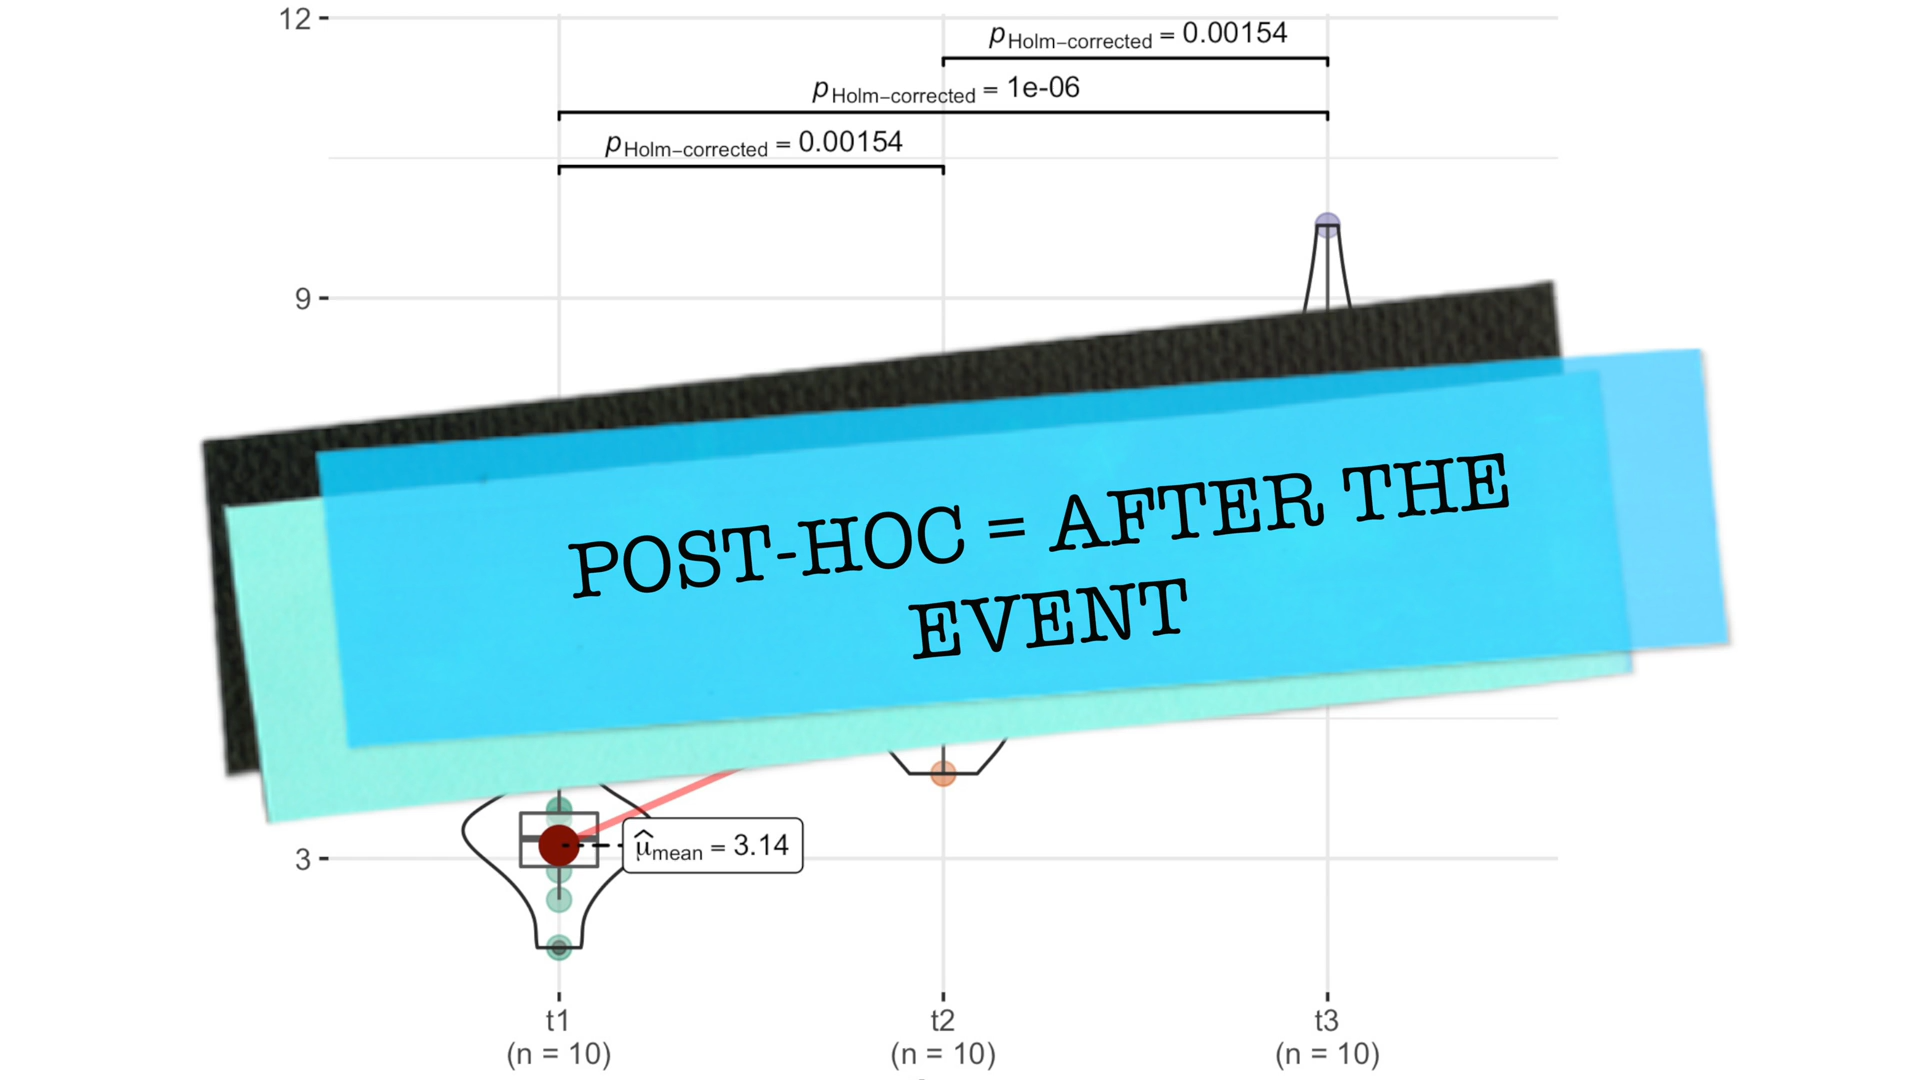 12
pHolm−corrected = 0.00154
pHolm−corrected = 1e-06
pHolm−corrected = 0.00154
9
POST-HOC = AFTER THE
EVENT
μ̂mean = 3.14
3
t1 t2 t3
(n = 10) (n = 10) (n = 10)